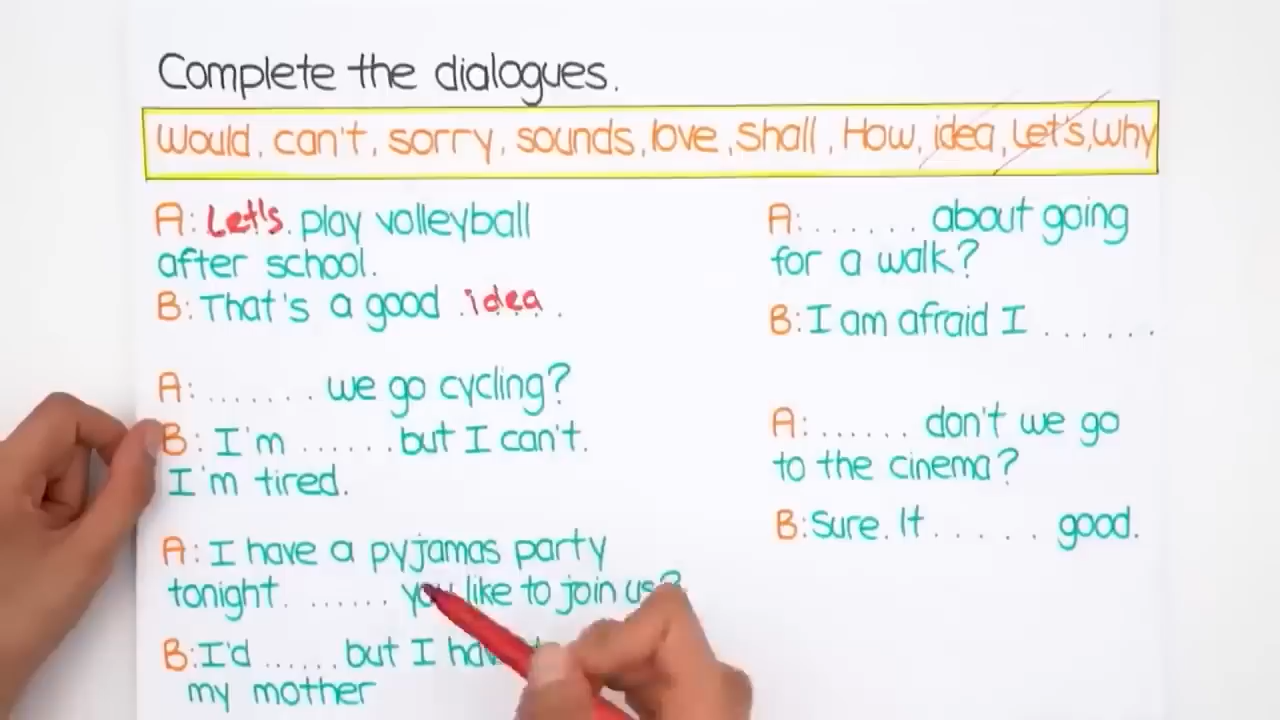 Complete the dialogues.
Would, can't, sorry, sounds, love, Shall, How, idea, Let's, Why
A: Let's. play volleyball
after school.
B: That's a good .idea. .
A: ....... we go cycling?
B: I'm ...... but I can't.
I'm tired.
A: I have a pyjamas party
tonight. ...... you like to join us?
B: I'd ...... but I
my mother
A: ....... about going
for a walk?
B: I am afraid I ......
A: ...... don't we go
to the cinema?
B: Sure. It ...... good.